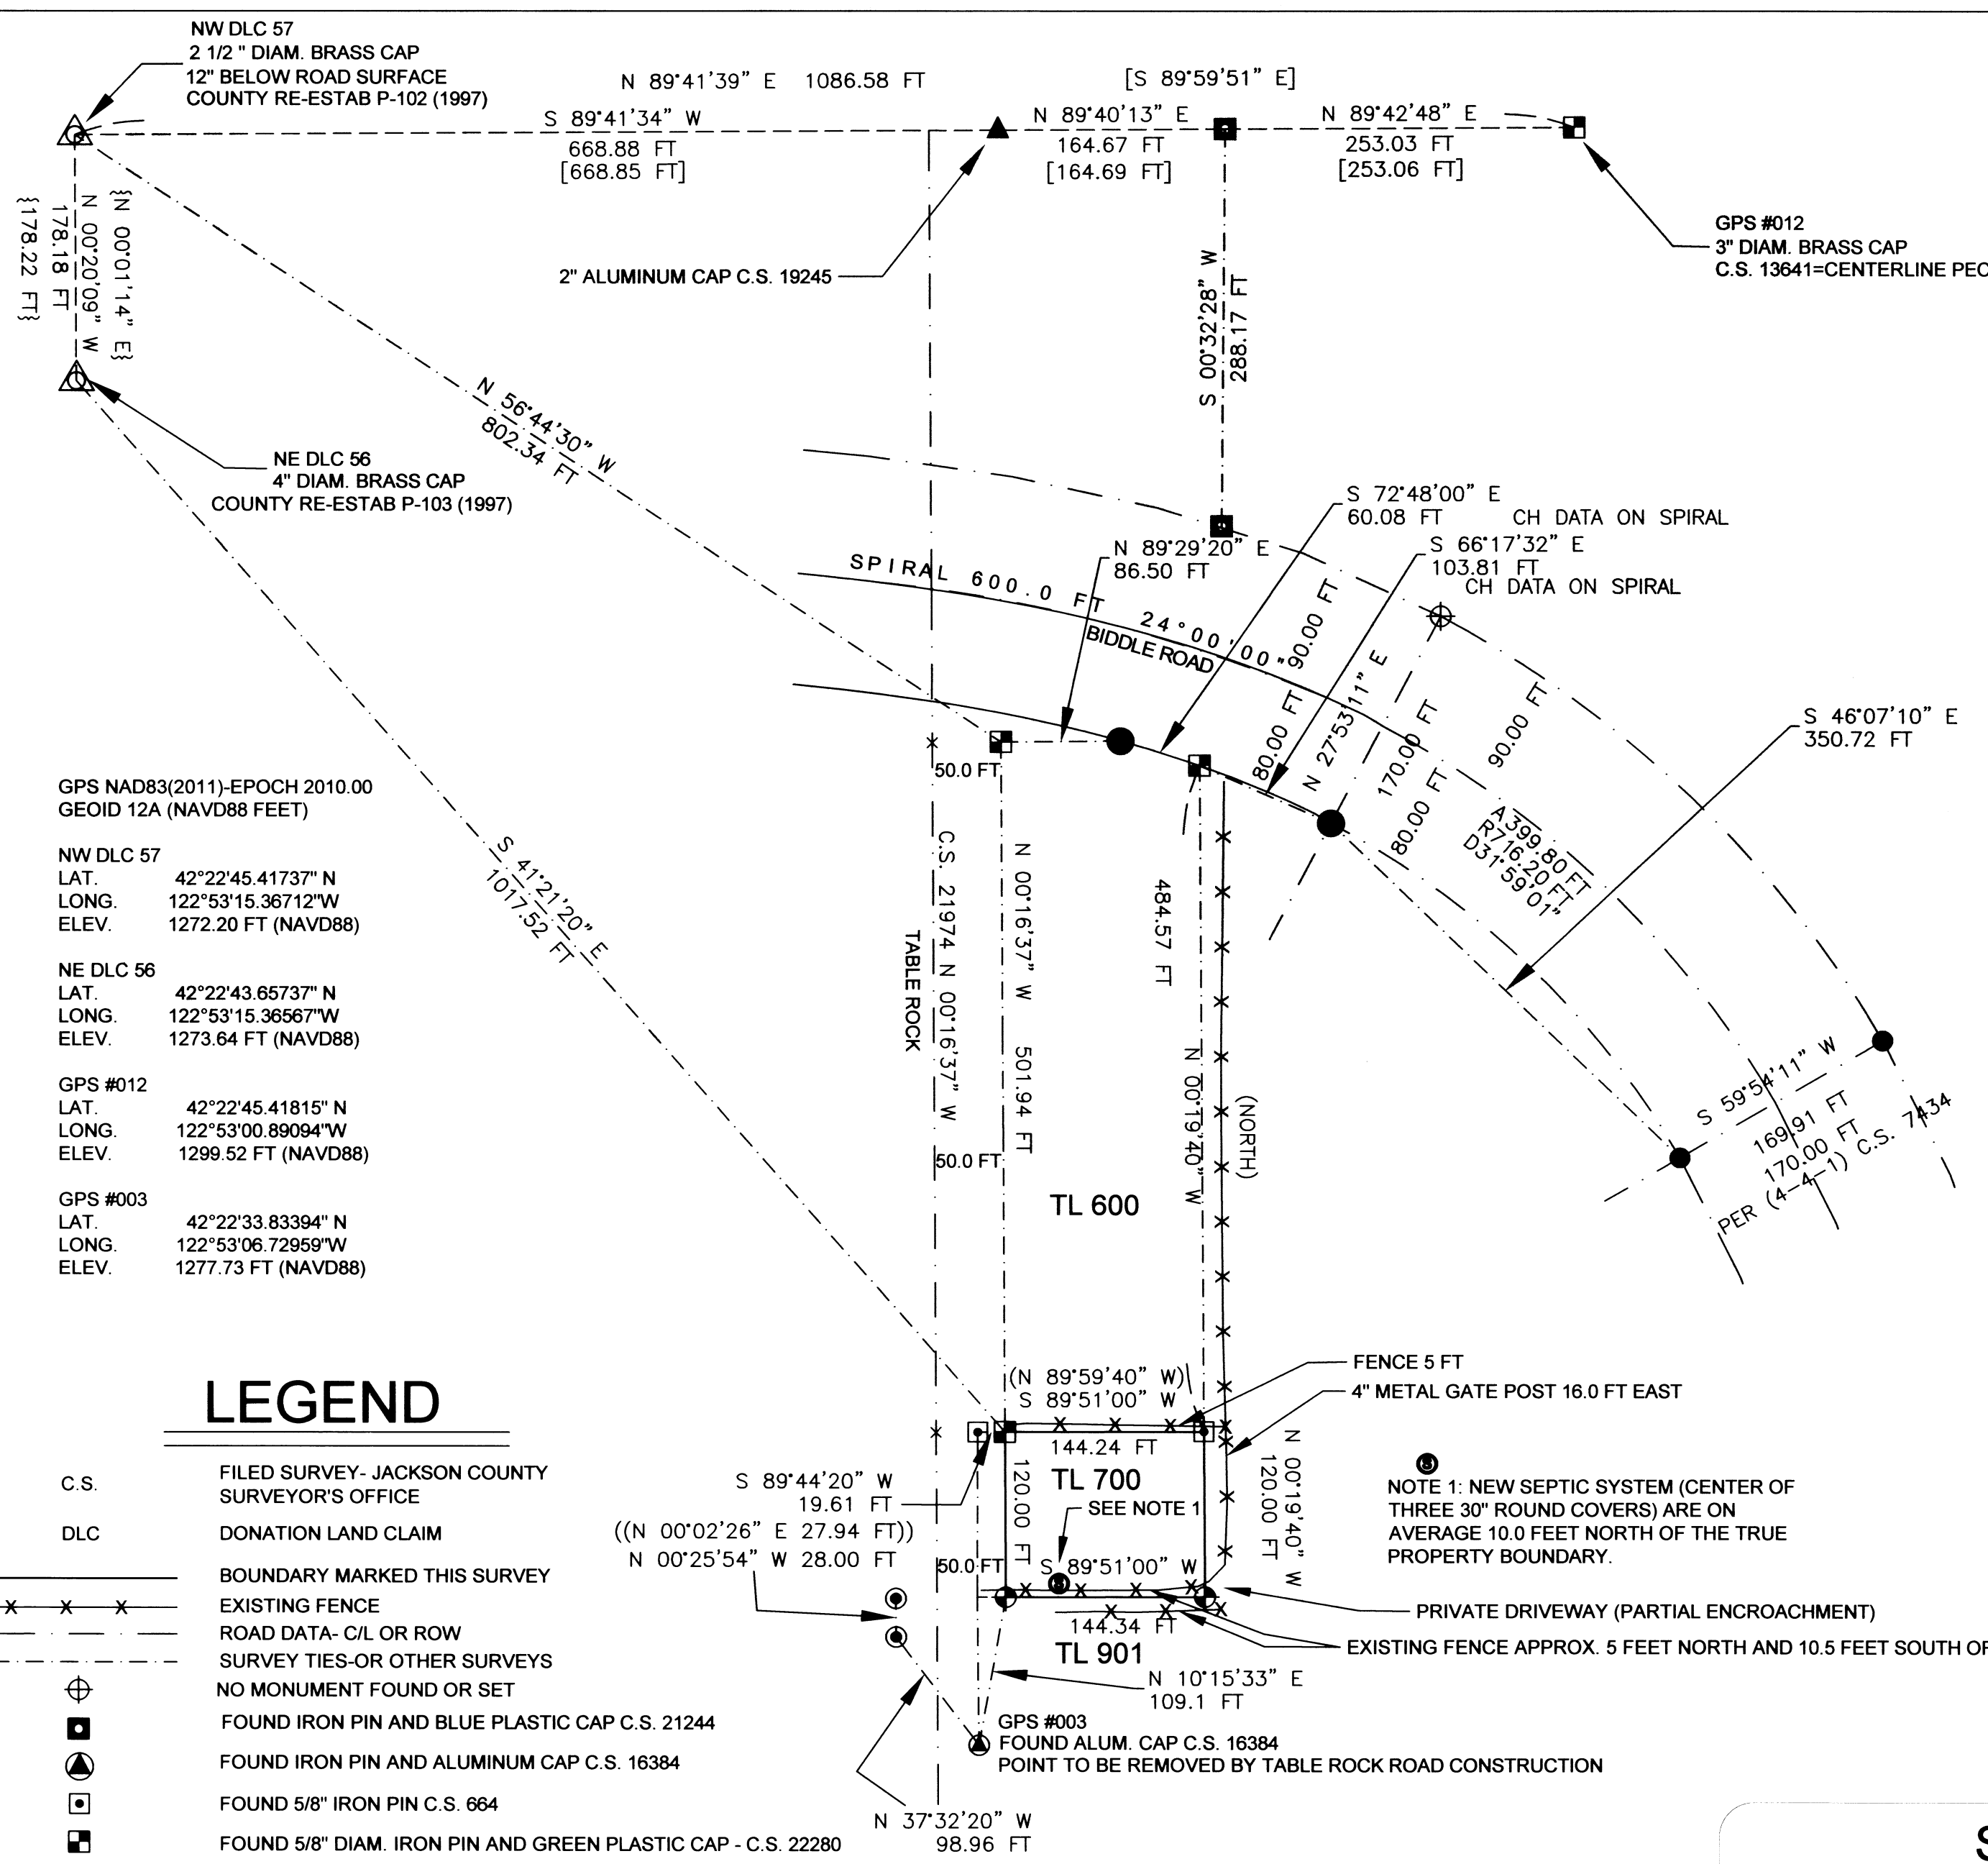 NW DLC 57
2 1/2 " DIAM. BRASS CAP
12" BELOW ROAD SURFACE
COUNTY RE-ESTAB P-102 (1997)
N 89°41'39" E 1086.58 FT
[S 89°59'51" E]
S 89°41'34" W
668.88 FT
[668.85 FT]
N 89°40'13" E
164.67 FT
[164.69 FT]
N 89°42'48" E
253.03 FT
[253.06 FT]
{N 00°01'14" E}
N 00°20'09" W
178.18 FT
{178.22 FT}
2" ALUMINUM CAP C.S. 19245
S 00°32'28" W
288.17 FT
GPS #012
3" DIAM. BRASS CAP
C.S. 13641=CENTERLINE PEC
N 56°44'30" W
802.34 FT
NE DLC 56
4" DIAM. BRASS CAP
COUNTY RE-ESTAB P-103 (1997)
S 72°48'00" E
60.08 FT CH DATA ON SPIRAL
N 89°29'20" E
86.50 FT
S 66°17'32" E
103.81 FT
CH DATA ON SPIRAL
SPIRAL 600.0 FT 24°00'00"
BIDDLE ROAD
90.00 FT
80.00 FT
N 27°53'11" E
170.00 FT
90.00 FT
80.00 FT
S 46°07'10" E
350.72 FT
A399.80 FT
R716.20 FT
D31°59'01"
50.0 FT
GPS NAD83(2011)-EPOCH 2010.00
GEOID 12A (NAVD88 FEET)
NW DLC 57
LAT. 42°22'45.41737" N
LONG. 122°53'15.36712"W
ELEV. 1272.20 FT (NAVD88)
NE DLC 56
LAT. 42°22'43.65737" N
LONG. 122°53'15.36567"W
ELEV. 1273.64 FT (NAVD88)
GPS #012
LAT. 42°22'45.41815" N
LONG. 122°53'00.89094"W
ELEV. 1299.52 FT (NAVD88)
GPS #003
LAT. 42°22'33.83394" N
LONG. 122°53'06.72959"W
ELEV. 1277.73 FT (NAVD88)
S 41°21'20" E
1017.52 FT
TABLE ROCK
C.S. 21974 N 00°16'37" W
N 00°16'37" W 501.94 FT
484.57 FT
N 00°19'40" W
(NORTH)
50.0 FT
TL 600
S 59°54'11" W
169.91 FT
170.00 FT
PER (4-4-1) C.S. 7434
FENCE 5 FT
4" METAL GATE POST 16.0 FT EAST
(N 89°59'40" W)
S 89°51'00" W
144.24 FT
TL 700
SEE NOTE 1
120.00 FT
N 00°19'40" W
120.00 FT
S 89°44'20" W
19.61 FT
((N 00°02'26" E 27.94 FT))
N 00°25'54" W 28.00 FT
50.0 FT
S 89°51'00" W
144.34 FT
TL 901
NOTE 1: NEW SEPTIC SYSTEM (CENTER OF
THREE 30" ROUND COVERS) ARE ON
AVERAGE 10.0 FEET NORTH OF THE TRUE
PROPERTY BOUNDARY.
PRIVATE DRIVEWAY (PARTIAL ENCROACHMENT)
EXISTING FENCE APPROX. 5 FEET NORTH AND 10.5 FEET SOUTH OF
N 10°15'33" E
109.1 FT
GPS #003
FOUND ALUM. CAP C.S. 16384
POINT TO BE REMOVED BY TABLE ROCK ROAD CONSTRUCTION
N 37°32'20" W
98.96 FT
LEGEND
C.S. FILED SURVEY- JACKSON COUNTY
SURVEYOR'S OFFICE
DLC DONATION LAND CLAIM
BOUNDARY MARKED THIS SURVEY
EXISTING FENCE
ROAD DATA- C/L OR ROW
SURVEY TIES-OR OTHER SURVEYS
NO MONUMENT FOUND OR SET
FOUND IRON PIN AND BLUE PLASTIC CAP C.S. 21244
FOUND IRON PIN AND ALUMINUM CAP C.S. 16384
FOUND 5/8" IRON PIN C.S. 664
FOUND 5/8" DIAM. IRON PIN AND GREEN PLASTIC CAP - C.S. 22280